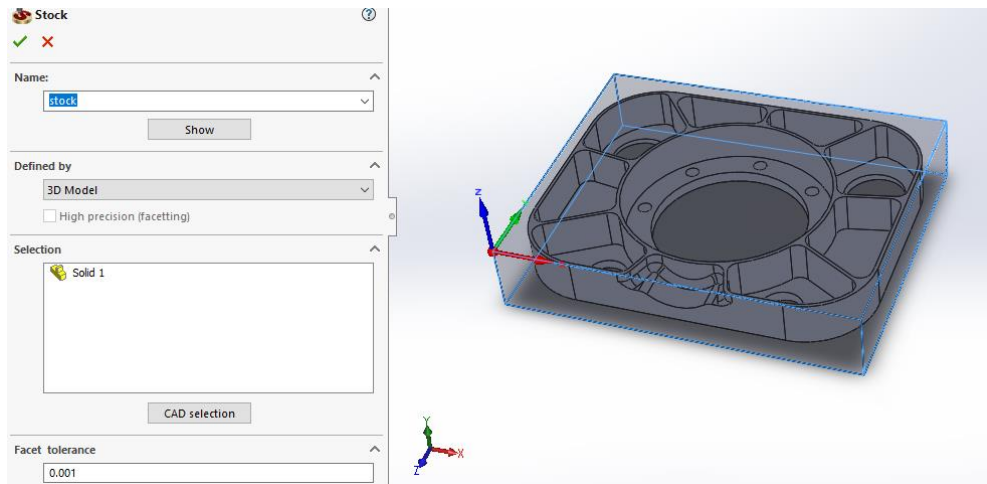 Stock
?
Name:
stock
Show
Defined by
3D Model
High precision (facetting)
Selection
Solid 1
CAD selection
Facet tolerance
0.001
z
Y
X
Z